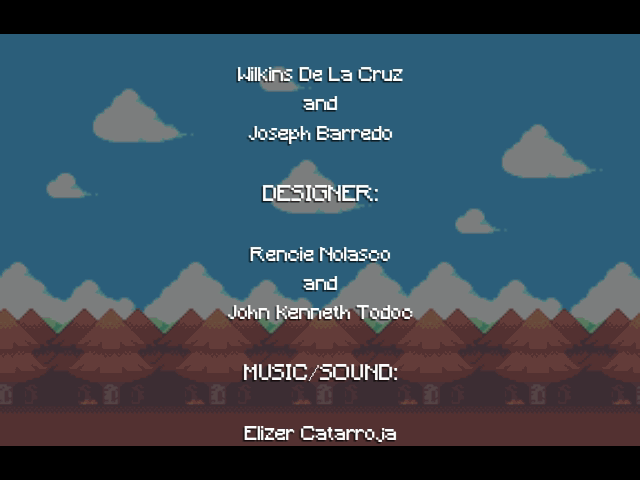 Wilkins De La Cruz
and
Joseph Barredo
DESIGNER:
Rencie Nolasco
and
John Kenneth Todoc
MUSIC/SOUND:
Elizer Catarroja